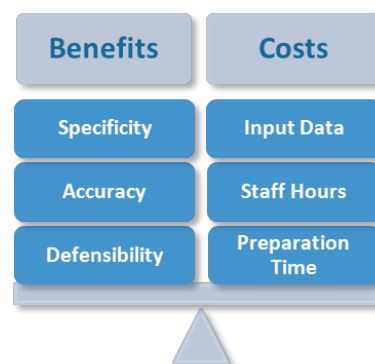 Benefits
Costs
Specificity
Input Data
Accuracy
Staff Hours
Defensibility
Preparation
Time